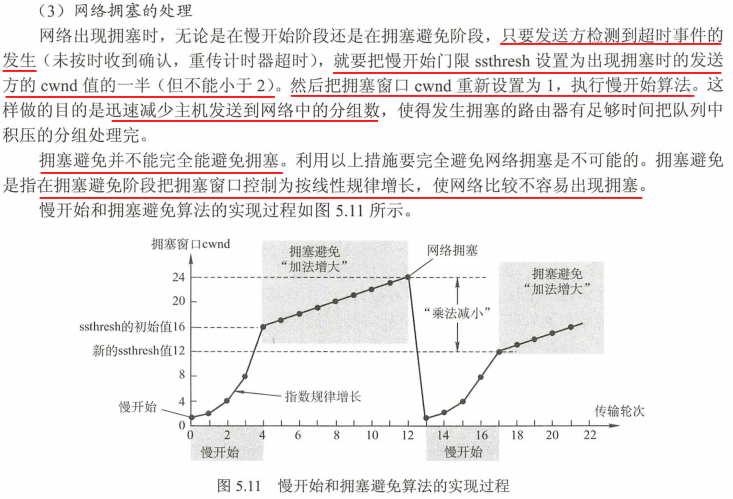 （3）网络拥塞的处理
网络出现拥塞时，无论是在慢开始阶段还是在拥塞避免阶段，只要发送方检测到超时事件的
发生（未按时收到确认，重传计时器超时），就要把慢开始门限 ssthresh 设置为出现拥塞时的发送
方的 cwnd 值的一半（但不能小于 2）。然后把拥塞窗口 cwnd 重新设置为 1，执行慢开始算法。这
样做的目的是迅速减少主机发送到网络中的分组数，使得发生拥塞的路由器有足够时间把队列中
积压的分组处理完。
拥塞避免并不能完全能避免拥塞。利用以上措施要完全避免网络拥塞是不可能的。拥塞避免
是指在拥塞避免阶段把拥塞窗口控制为按线性规律增长，使网络比较不容易出现拥塞。
慢开始和拥塞避免算法的实现过程如图 5.11 所示。
拥塞窗口cwnd
拥塞避免
“加法增大”
网络拥塞
拥塞避免
“加法增大”
24
20
“乘法减小”
ssthresh的初始值16
新的ssthresh值12
8
指数规律增长
4
慢开始
传输轮次
0
0 2 4 6 8 10 12 14 16 18 20 22
慢开始
慢开始
图 5.11 慢开始和拥塞避免算法的实现过程